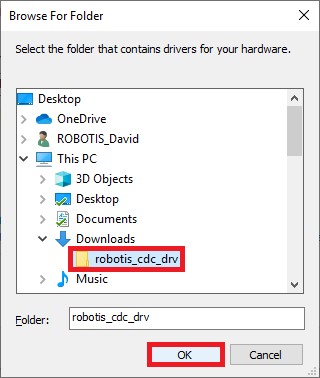 Browse For Folder
Select the folder that contains drivers for your hardware.
Desktop
OneDrive
ROBOTIS_David
This PC
3D Objects
Desktop
Documents
Downloads
robotis_cdc_drv
Music
Folder: robotis_cdc_drv
OK Cancel